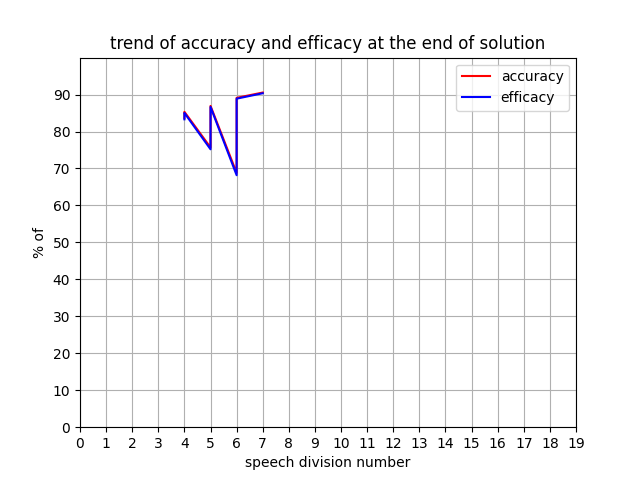 trend of accuracy and efficacy at the end of solution
accuracy
efficacy
90
80
70
60
50
40
30
20
10
0
% of
0 1 2 3 4 5 6 7 8 9 10 11 12 13 14 15 16 17 18 19
speech division number